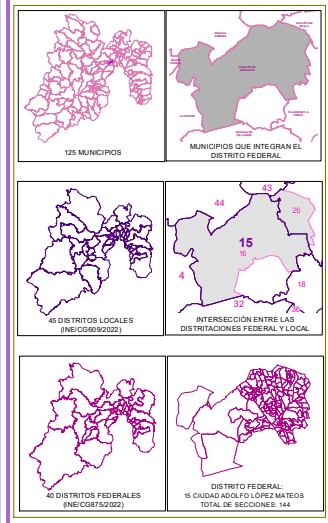 125 MUNICIPIOS
MUNICIPIOS QUE INTEGRAN EL
DISTRITO FEDERAL
43
44
26
15
16
4
18
32
36
45 DISTRITOS LOCALES
(INE/CG609/2022)
INTERSECCIÓN ENTRE LAS
DISTRITACIONES FEDERAL Y LOCAL
40 DISTRITOS FEDERALES
(INE/CG875/2022)
DISTRITO FEDERAL:
15 CIUDAD ADOLFO LÓPEZ MATEOS
TOTAL DE SECCIONES: 144